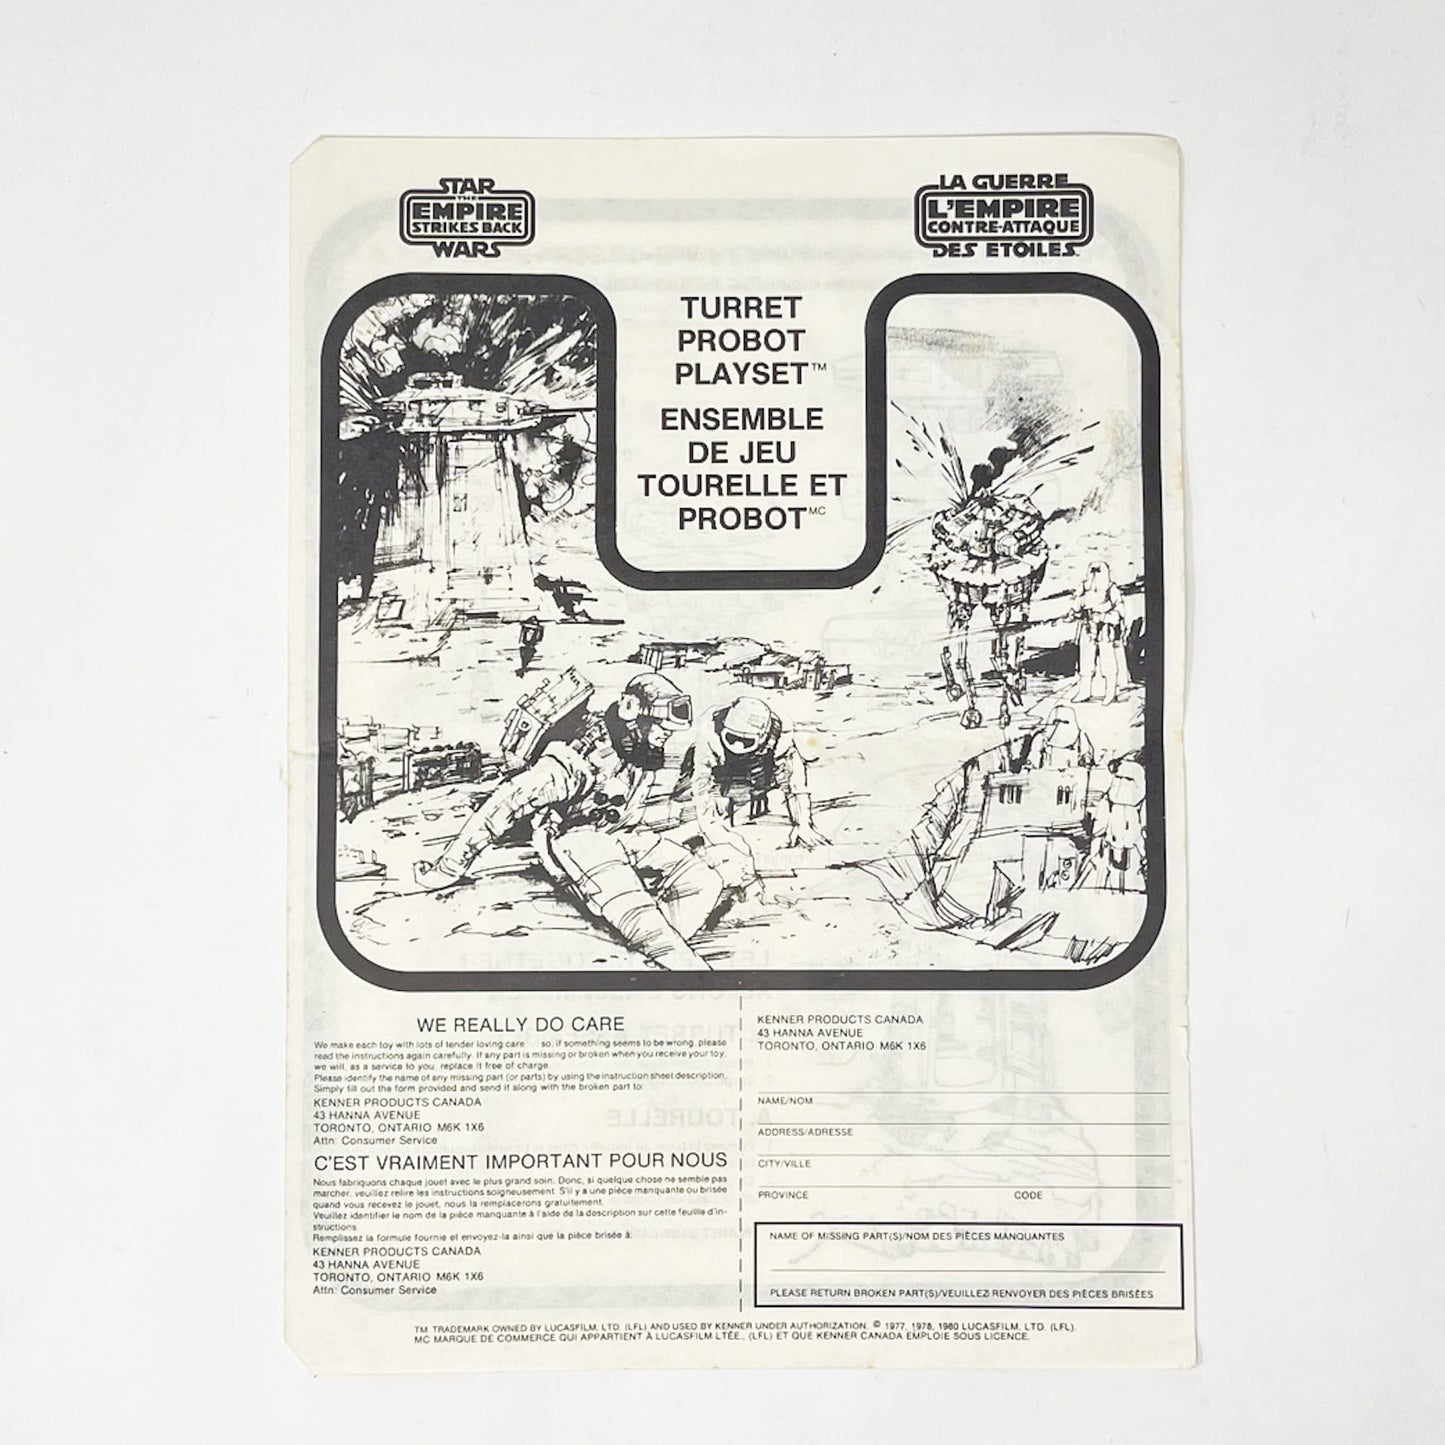 STAR
THE
EMPIRE
STRIKES BACK
WARS
LA GUERRE
L'EMPIRE
CONTRE-ATTAQUE
DES ETOILES
TURRET
PROBOT
PLAYSET™
ENSEMBLE
DE JEU
TOURELLE ET
PROBOT MC
WE REALLY DO CARE
We make each toy with lots of tender loving care so, if something seems to be wrong, please
read the instructions again carefully. If any part is missing or broken when you receive your toy,
we will, as a service to you, replace it free of charge.
Please identify the name of any missing part (or parts) by using the instruction sheet description.
Simply fill out the form provided and send it along with the broken part to:
KENNER PRODUCTS CANADA
43 HANNA AVENUE
TORONTO, ONTARIO M6K 1X6
Attn: Consumer Service
C'EST VRAIMENT IMPORTANT POUR NOUS
Nous fabriquons chaque jouet avec le plus grand soin. Donc, si quelque chose ne semble pas
marcher, veuillez relire les instructions soigneusement. S'il y a une pièce manquante ou brisée
quand vous recevez le jouet, nous la remplacerons gratuitement.
Veuillez identifier le nom de la pièce manquante à l'aide de la description sur cette feuille d'in-
structions.
Remplissez la formule fournie et envoyez-la ainsi que la pièce brisée à:
KENNER PRODUCTS CANADA
43 HANNA AVENUE
TORONTO, ONTARIO M6K 1X6
Attn: Consumer Service
KENNER PRODUCTS CANADA
43 HANNA AVENUE
TORONTO, ONTARIO M6K 1X6
NAME/NOM
ADDRESS/ADRESSE
CITY/VILLE
PROVINCE CODE
NAME OF MISSING PART(S)/NOM DES PIÈCES MANQUANTES
PLEASE RETURN BROKEN PART(S)/VEUILLEZ RENVOYER DES PIÈCES BRISÉES
TM TRADEMARK OWNED BY LUCASFILM, LTD. (LFL) AND USED BY KENNER UNDER AUTHORIZATION. © 1977, 1978, 1980 LUCASFILM, LTD. (LFL).
MC MARQUE DE COMMERCE QUI APPARTIENT À LUCASFILM LTÉE., (LFL) ET QUE KENNER CANADA EMPLOIE SOUS LICENCE.